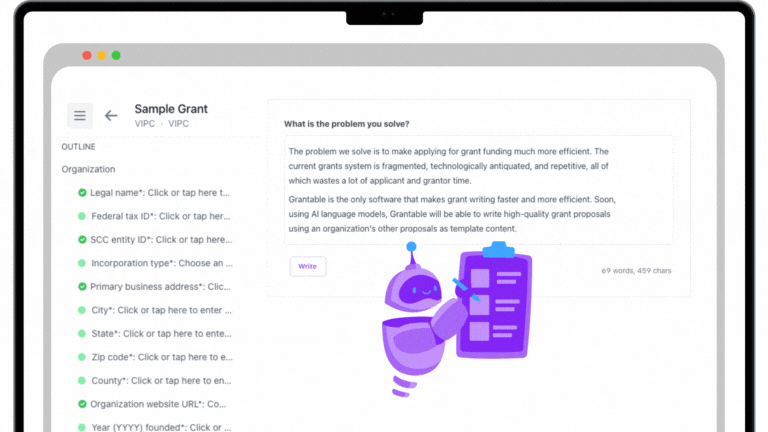 Sample Grant
VIPC - VIPC
OUTLINE
Organization
Legal name*: Click or tap here t...
Federal tax ID*: Click or tap her...
SCC entity ID*: Click or tap here...
Incorporation type*: Choose an ...
Primary business address*: Clic...
City*: Click or tap here to enter ...
State*: Click or tap here to ente...
Zip code*: Click or tap here to e...
County*: Click or tap here to en...
Organization website URL*: Co...
Year (YYYY) founded*: Click or ...
What is the problem you solve?
The problem we solve is to make applying for grant funding much more efficient. The
current grants system is fragmented, technologically antiquated, and repetitive, all of
which wastes a lot of applicant and grantor time.
Grantable is the only software that makes grant writing faster and more efficient. Soon,
using AI language models, Grantable will be able to write high-quality grant proposals
using an organization's other proposals as template content.
Write
69 words, 459 chars